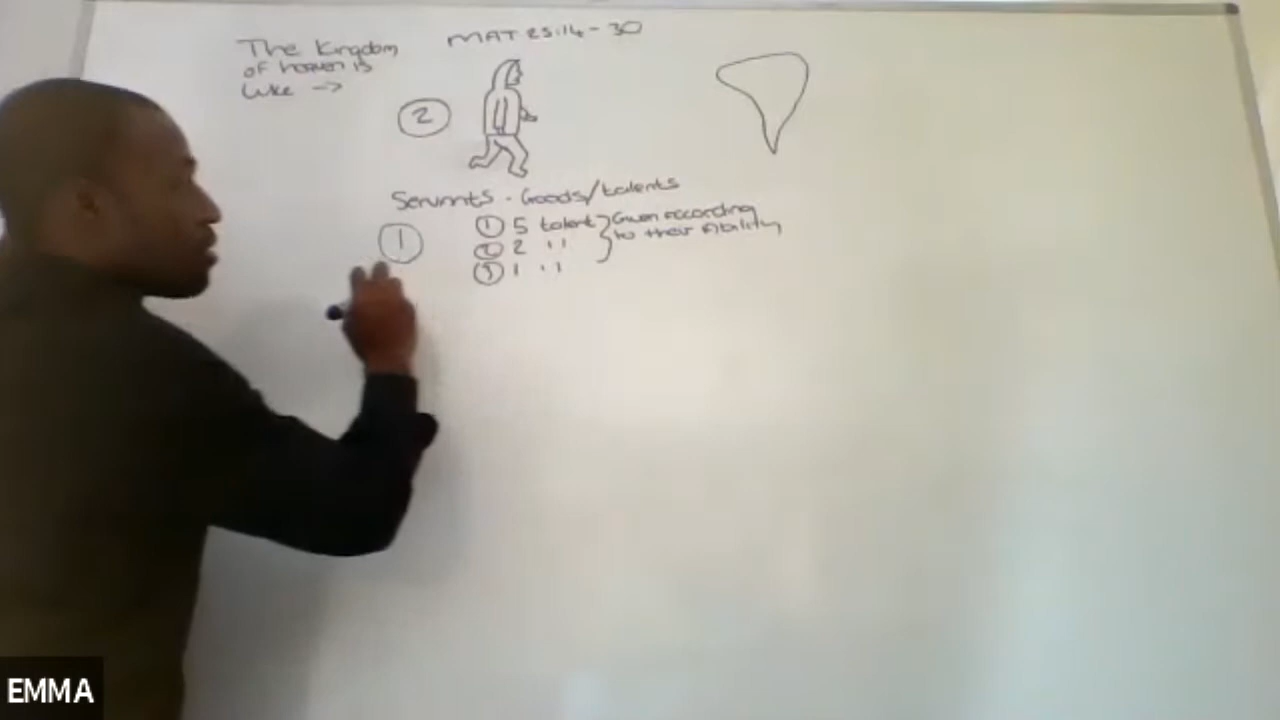 The Kingdom
of heaven is
Like ->
MAT 25:14 - 30
2
Servants - Goods/talents
1
1 5 talent } Given according
to their Ability
2 2 ,,
3 1 ,,
EMMA